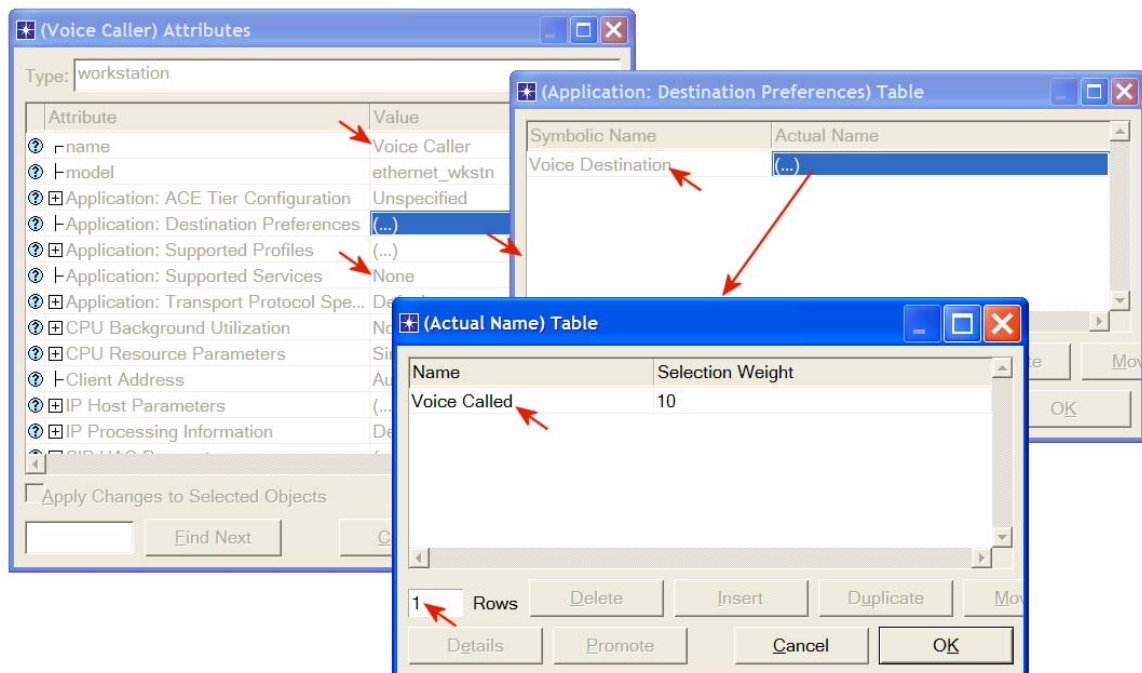 (Voice Caller) Attributes
Type: workstation
Attribute Value
name Voice Caller
model ethernet_wkstn
Application: ACE Tier Configuration Unspecified
Application: Destination Preferences (...)
Application: Supported Profiles (...)
Application: Supported Services None
Application: Transport Protocol Spe...
CPU Background Utilization
CPU Resource Parameters
Client Address
IP Host Parameters
IP Processing Information
Apply Changes to Selected Objects
Find Next
(Application: Destination Preferences) Table
Symbolic Name Actual Name
Voice Destination (...)
OK
(Actual Name) Table
Name Selection Weight
Voice Called 10
1 Rows Delete Insert Duplicate
Details Promote Cancel OK